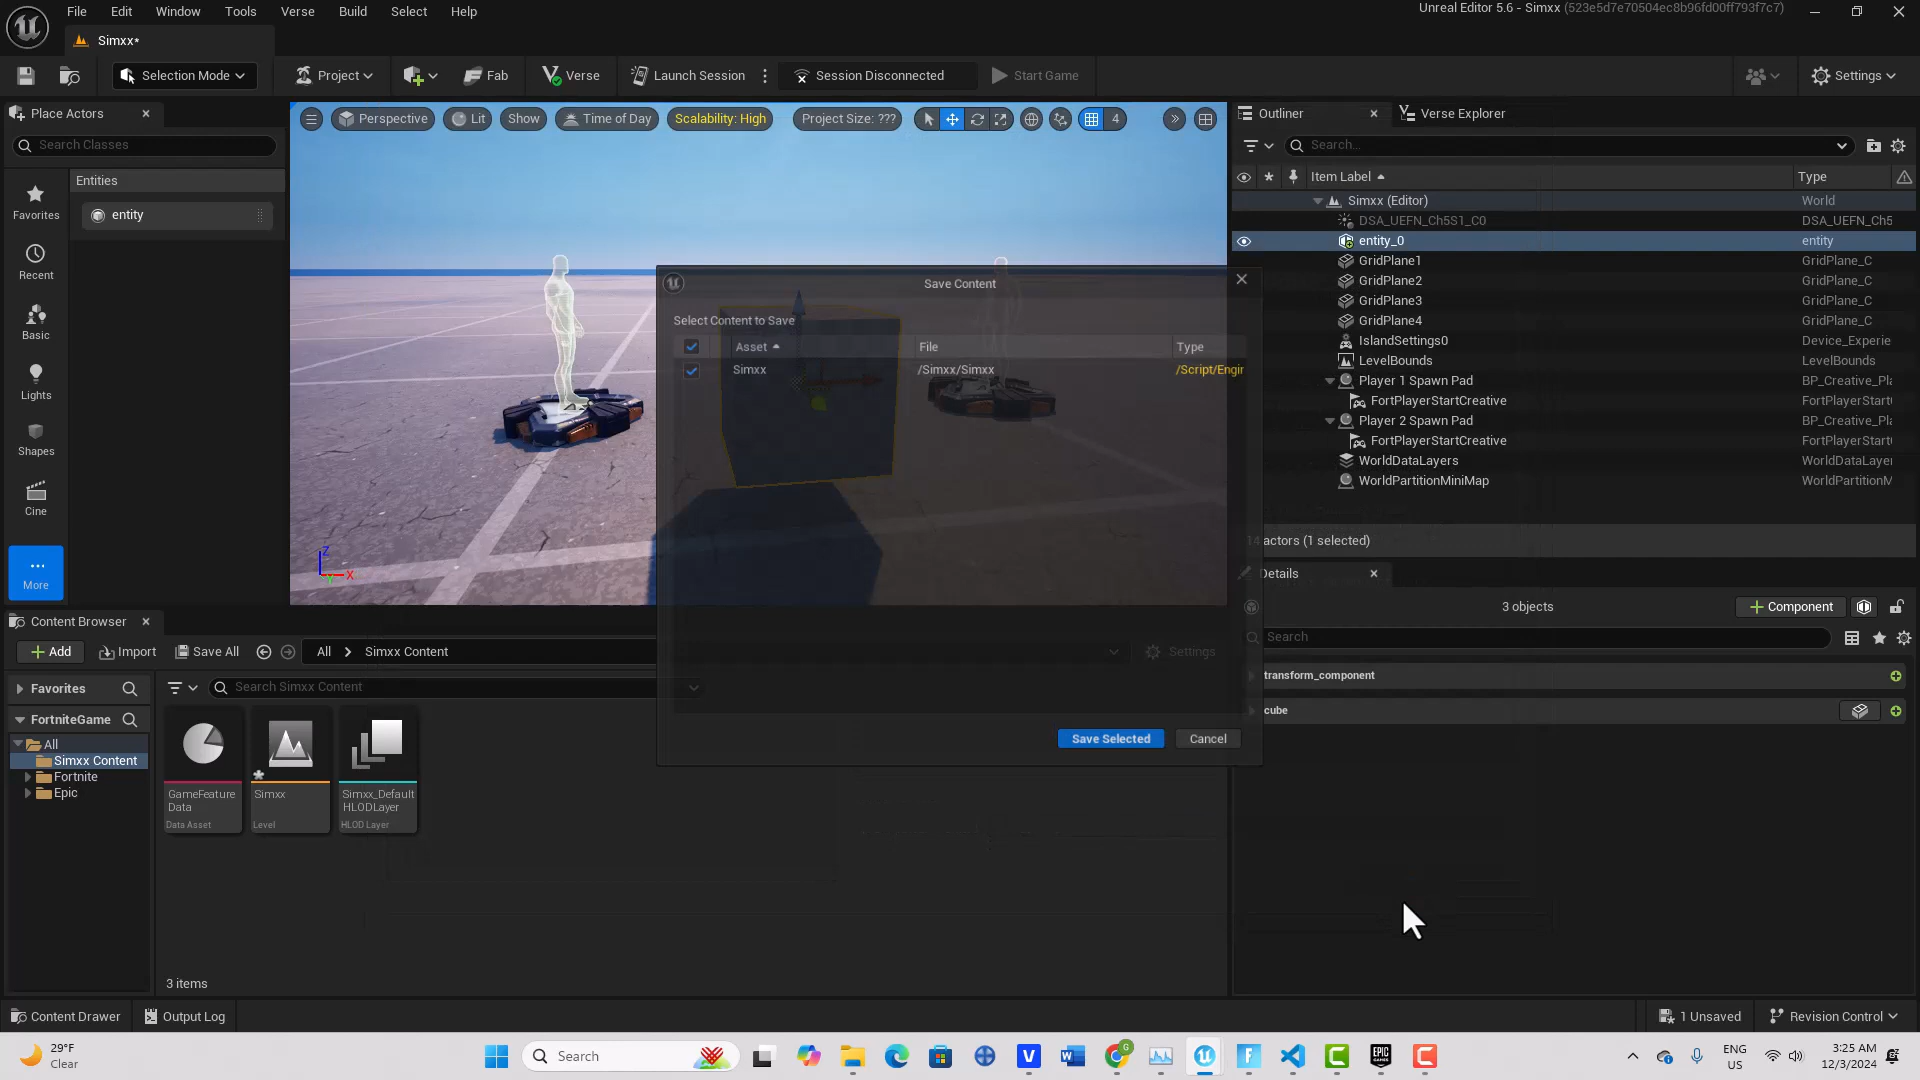 File Edit Window Tools Verse Build Select Help
Unreal Editor 5.6 - Simxx (523e5d7e70504ec8b96fd00ff793f7c7)
Simxx*
Selection Mode Project Fab Verse Launch Session Session Disconnected Start Game Settings
Place Actors
Search Classes
Favorites
Recent
Basic
Lights
Shapes
Cine
More
Entities
entity
Perspective Lit Show Time of Day Scalability: High Project Size: ??? 4
Z
Y X
Outliner Verse Explorer
Search...
Item Label Type
Simxx (Editor) World
DSA_UEFN_Ch5S1_C0 DSA_UEFN_Ch5
entity_0 entity
GridPlane1 GridPlane_C
GridPlane2 GridPlane_C
GridPlane3 GridPlane_C
GridPlane4 GridPlane_C
IslandSettings0 Device_Experie
LevelBounds LevelBounds
Player 1 Spawn Pad BP_Creative_Pla
FortPlayerStartCreative FortPlayerStart
Player 2 Spawn Pad BP_Creative_Pla
FortPlayerStartCreative FortPlayerStart
WorldDataLayers WorldDataLayer
WorldPartitionMiniMap WorldPartitionM
14 actors (1 selected)
Save Content
Select Content to Save
Asset File Type
Simxx /Simxx/Simxx /Script/Engin
Save Selected Cancel
Details
3 objects Component
Search
transform_component
cube
Content Browser
Add Import Save All All Simxx Content Settings
Favorites
Search Simxx Content
FortniteGame
All
Simxx Content
Fortnite
Epic
GameFeature
Data
Data Asset
Simxx
Level
Simxx_Default
HLODLayer
HLOD Layer
3 items
Content Drawer Output Log 1 Unsaved Revision Control
29°F
Clear
Search
ENG
US
3:25 AM
12/3/2024